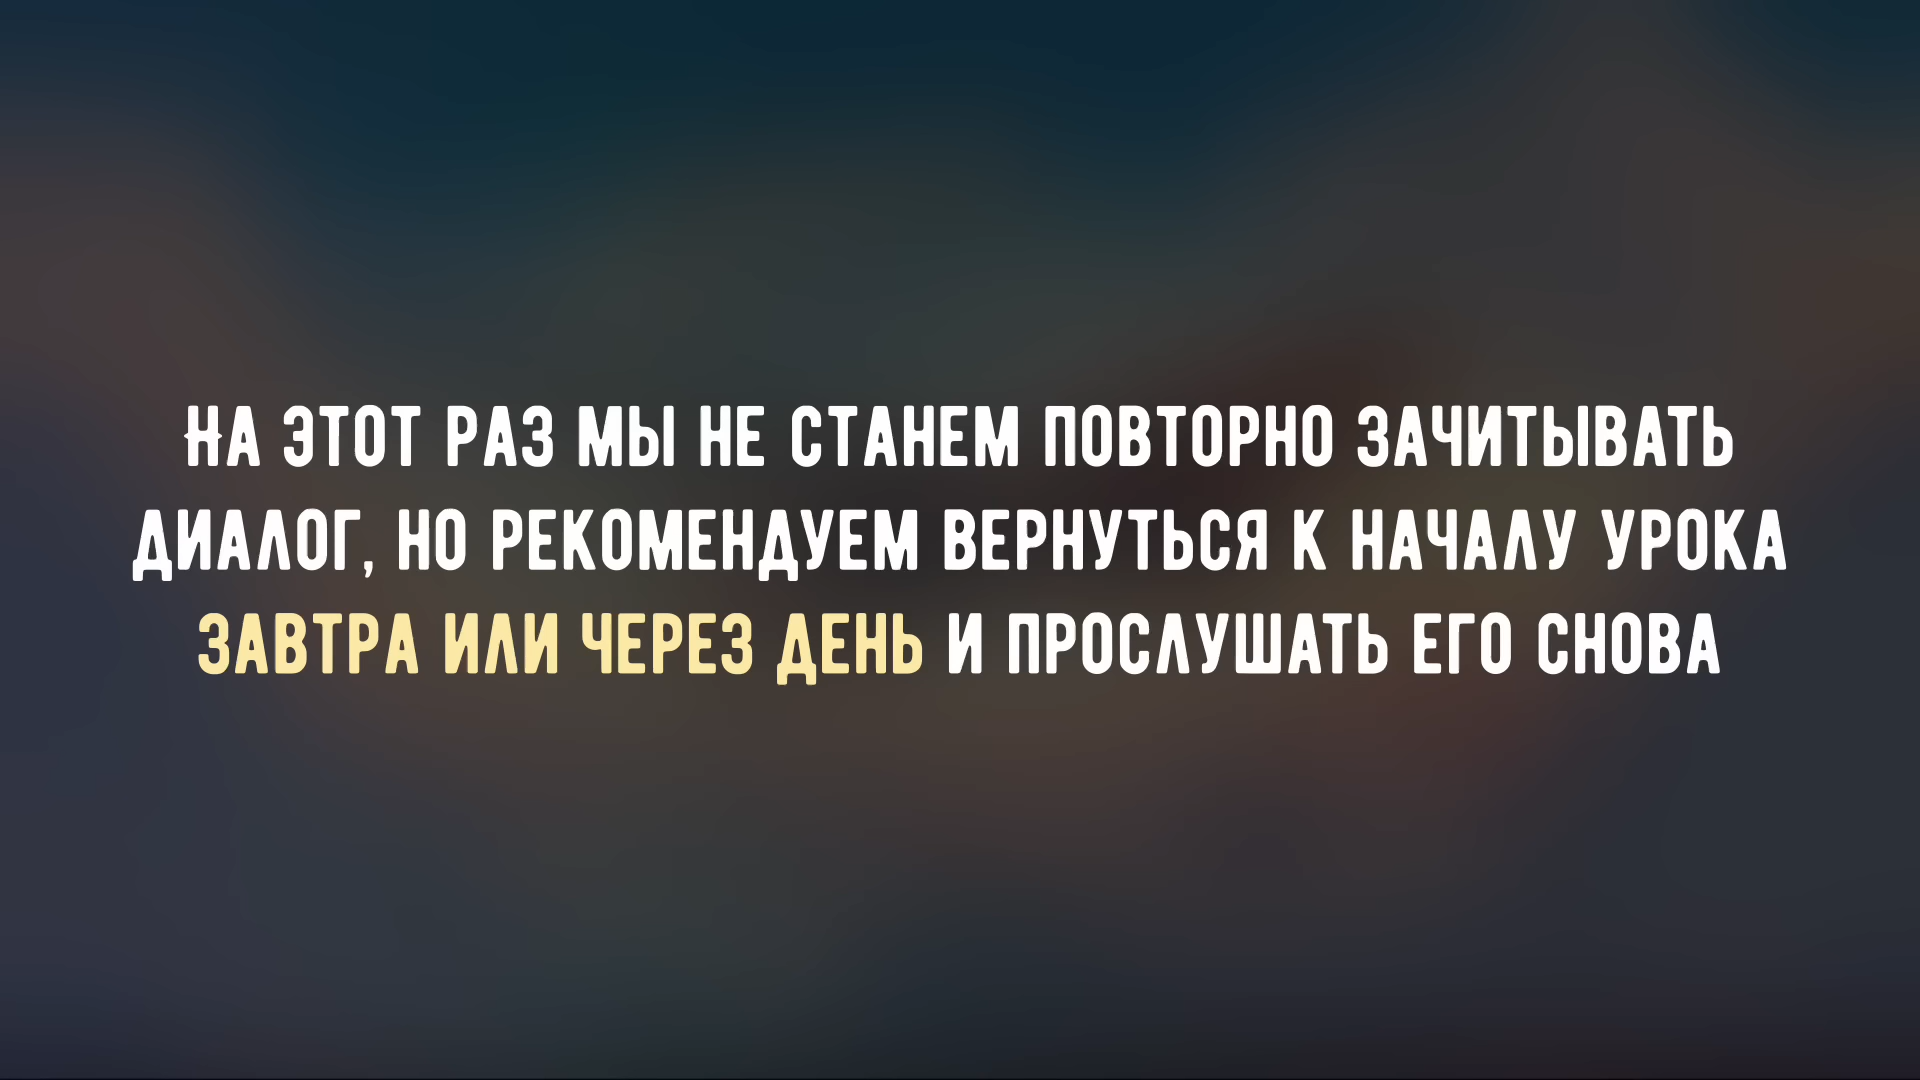 На этот раз мы не станем повторно зачитывать
диалог, но рекомендуем вернуться к началу урока
завтра или через день и прослушать его снова